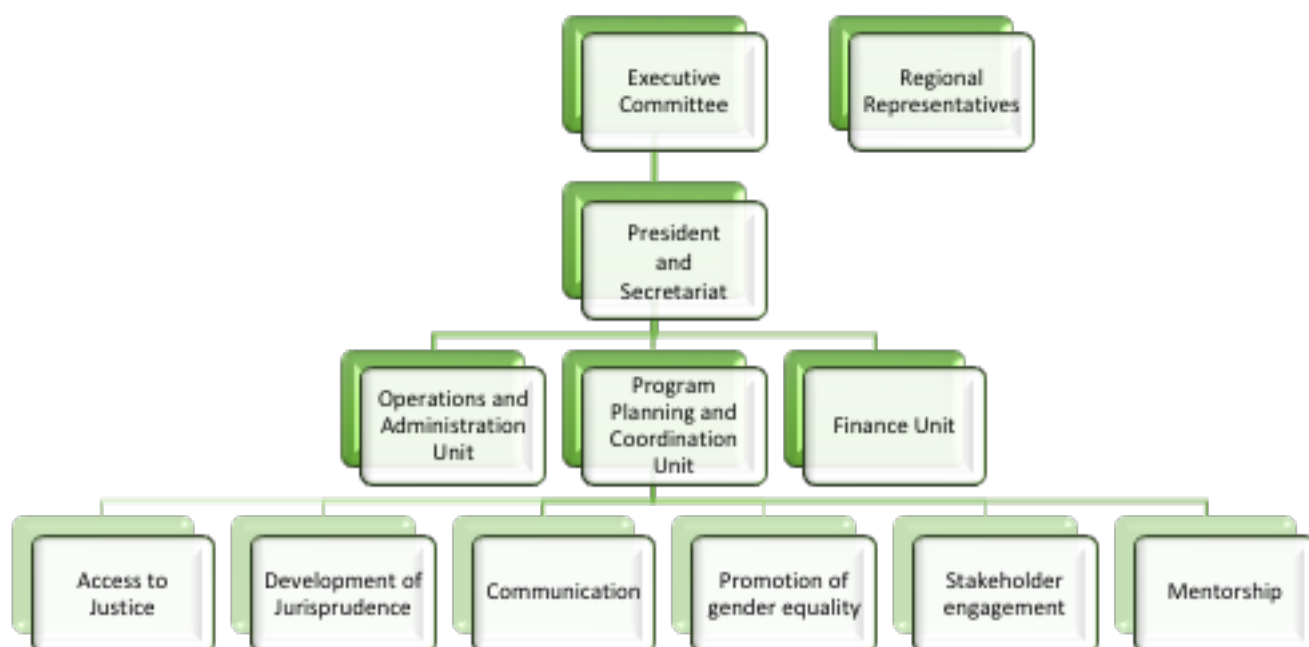 Executive
Committee
Regional
Representatives
President
and
Secretariat
Operations and
Administration
Unit
Program
Planning and
Coordination
Unit
Finance Unit
Access to
Justice
Development of
Jurisprudence
Communication
Promotion of
gender equality
Stakeholder
engagement
Mentorship